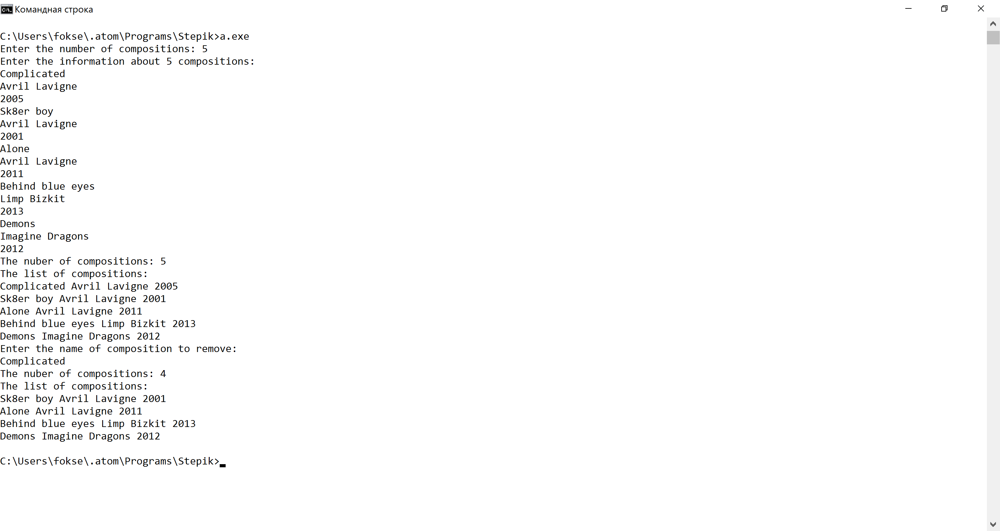 Командная строка
C:\Users\fokse\.atom\Programs\Stepik>a.exe
Enter the number of compositions: 5
Enter the information about 5 compositions:
Complicated
Avril Lavigne
2005
Sk8er boy
Avril Lavigne
2001
Alone
Avril Lavigne
2011
Behind blue eyes
Limp Bizkit
2013
Demons
Imagine Dragons
2012
The nuber of compositions: 5
The list of compositions:
Complicated Avril Lavigne 2005
Sk8er boy Avril Lavigne 2001
Alone Avril Lavigne 2011
Behind blue eyes Limp Bizkit 2013
Demons Imagine Dragons 2012
Enter the name of composition to remove:
Complicated
The nuber of compositions: 4
The list of compositions:
Sk8er boy Avril Lavigne 2001
Alone Avril Lavigne 2011
Behind blue eyes Limp Bizkit 2013
Demons Imagine Dragons 2012
C:\Users\fokse\.atom\Programs\Stepik>